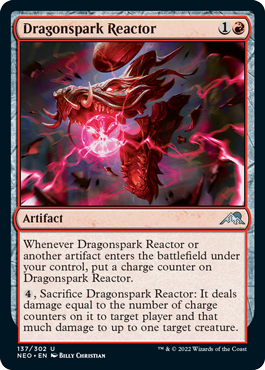 Dragonspark Reactor 1
Artifact
Whenever Dragonspark Reactor or
another artifact enters the battlefield under
your control, put a charge counter on
Dragonspark Reactor.
4, Sacrifice Dragonspark Reactor: It deals
damage equal to the number of charge
counters on it to target player and that
much damage to up to one target creature.
137/302 U
NEO • EN BILLY CHRISTIAN
™ & © 2022 Wizards of the Coast